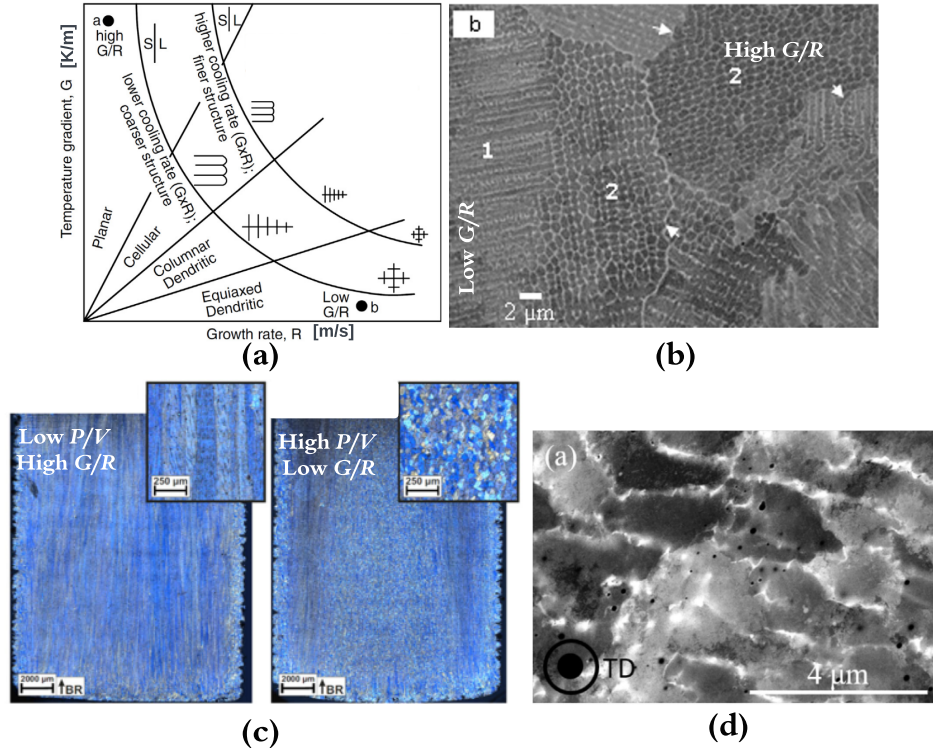 Temperature gradient, G [K/m]
a
high
G/R
S L
S L
lower cooling rate (GxR);
coarser structure
higher cooling rate (GxR);
finer structure
Planar
Cellular
Columnar
Dendritic
Equiaxed
Dendritic
Low
G/R
b
Growth rate, R [m/s]
(a)
b
High G/R
2
1
2
Low G/R
2 μm
(b)
Low P/V
High G/R
250 μm
2000 μm
BR
High P/V
Low G/R
250 μm
2000 μm
BR
(c)
(a)
TD
4 μm
(d)